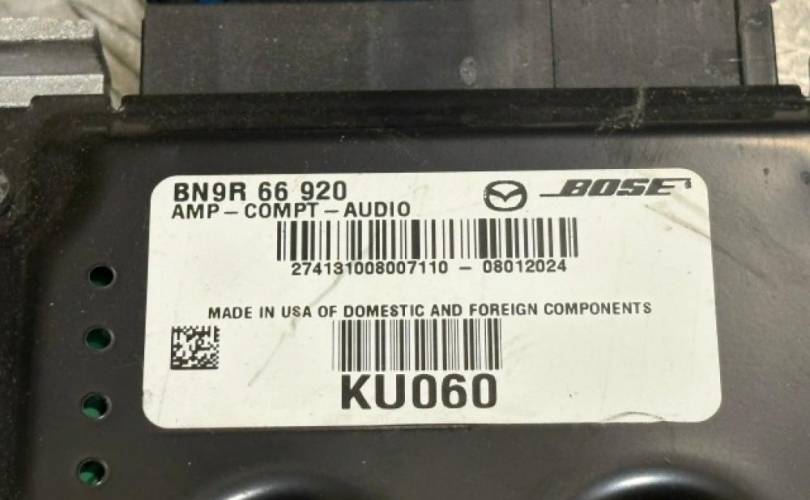 BN9R 66 920 BOSE
AMP-COMPT-AUDIO
274131008007110 - 08012024
MADE IN USA OF DOMESTIC AND FOREIGN COMPONENTS
KU060